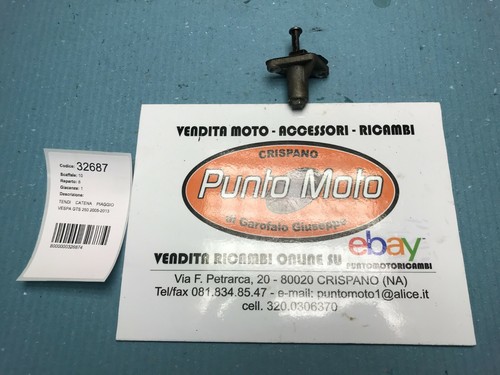 Codice: 32687
Scaffale: 10
Reparto: 5
Giacenza: 1
Descrizione:
TENDI CATENA PIAGGIO
VESPA GTS 250 2005-2013
VENDITA MOTO - ACCESSORI - RICAMBI
CRISPANO
Punto Moto
di Garofalo Giuseppe
VENDITA RICAMBI ONLINE SU
ebay
PUNTOMOTORICAMBI
Via F. Petrarca, 20 - 80020 CRISPANO (NA)
Tel/fax 081.834.85.47 - e-mail: puntomoto1@alice.it
cell. 320.0306370